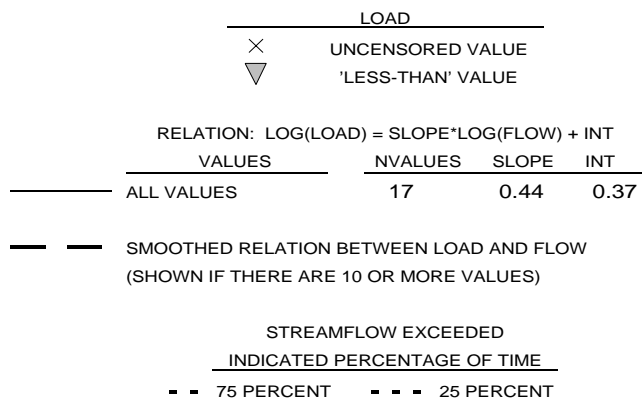 LOAD
UNCENSORED VALUE
'LESS-THAN' VALUE
RELATION: LOG(LOAD) = SLOPE*LOG(FLOW) + INT
VALUES NVALUES SLOPE INT
ALL VALUES 17 0.44 0.37
SMOOTHED RELATION BETWEEN LOAD AND FLOW
(SHOWN IF THERE ARE 10 OR MORE VALUES)
STREAMFLOW EXCEEDED
INDICATED PERCENTAGE OF TIME
75 PERCENT 25 PERCENT